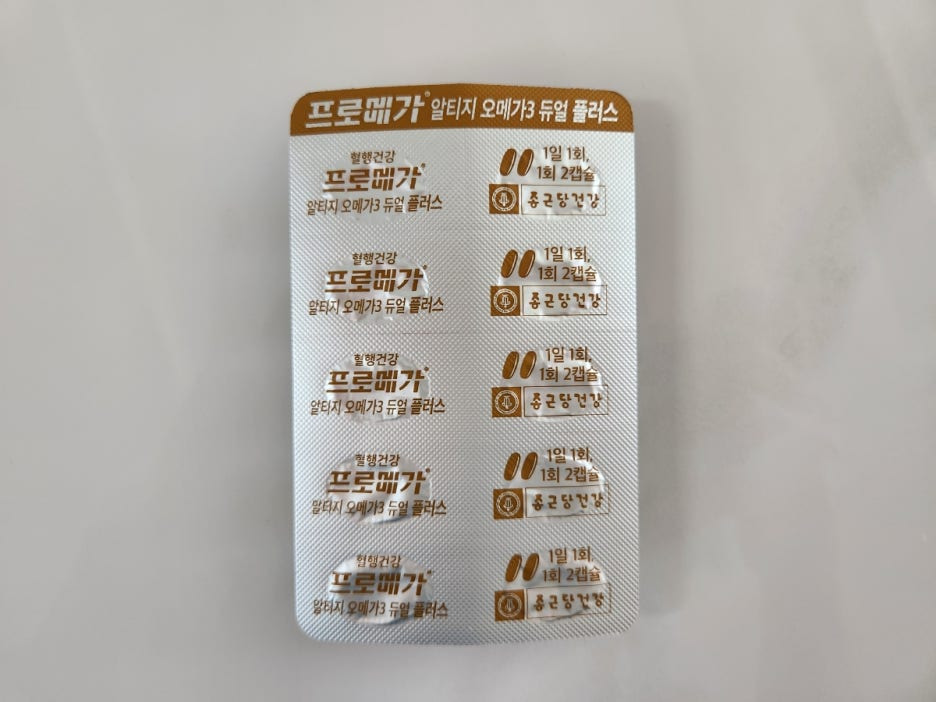 프로메가® 알티지 오메가3 듀얼 플러스
혈행건강
프로메가®
알티지 오메가3 듀얼 플러스
1일 1회,
1회 2캡슐
종근당건강
혈행건강
프로메가®
알티지 오메가3 듀얼 플러스
1일 1회,
1회 2캡슐
종근당건강
혈행건강
프로메가®
알티지 오메가3 듀얼 플러스
1일 1회,
1회 2캡슐
종근당건강
혈행건강
프로메가®
알티지 오메가3 듀얼 플러스
1일 1회,
1회 2캡슐
종근당건강
혈행건강
프로메가®
알티지 오메가3 듀얼 플러스
1일 1회,
1회 2캡슐
종근당건강